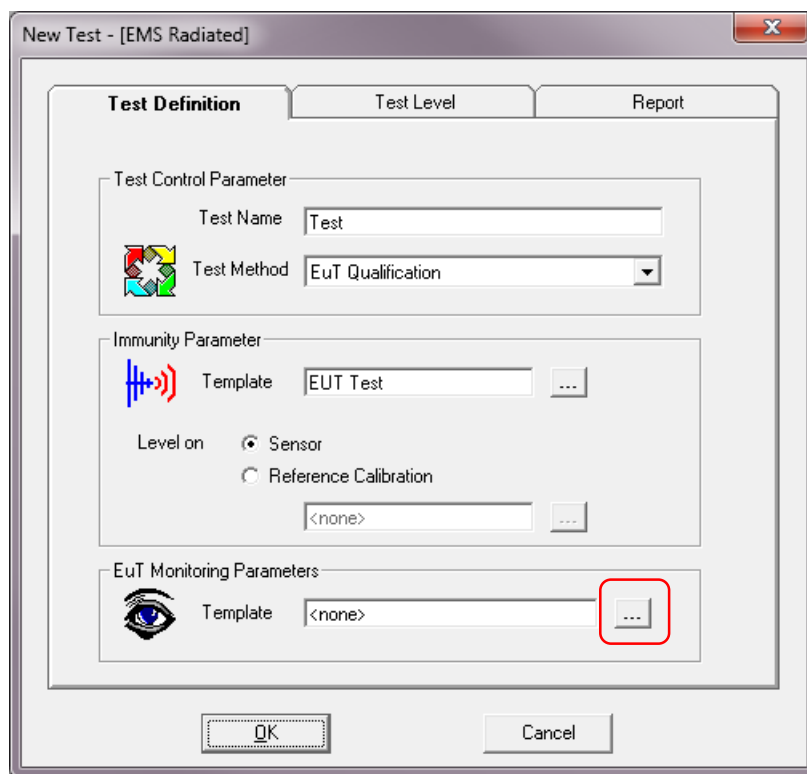 New Test - [EMS Radiated]
Test Definition Test Level Report
Test Control Parameter
Test Name Test
Test Method EuT Qualification
Immunity Parameter
Template EUT Test ...
Level on Sensor
Reference Calibration
<none> ...
EuT Monitoring Parameters
Template <none> ...
OK Cancel